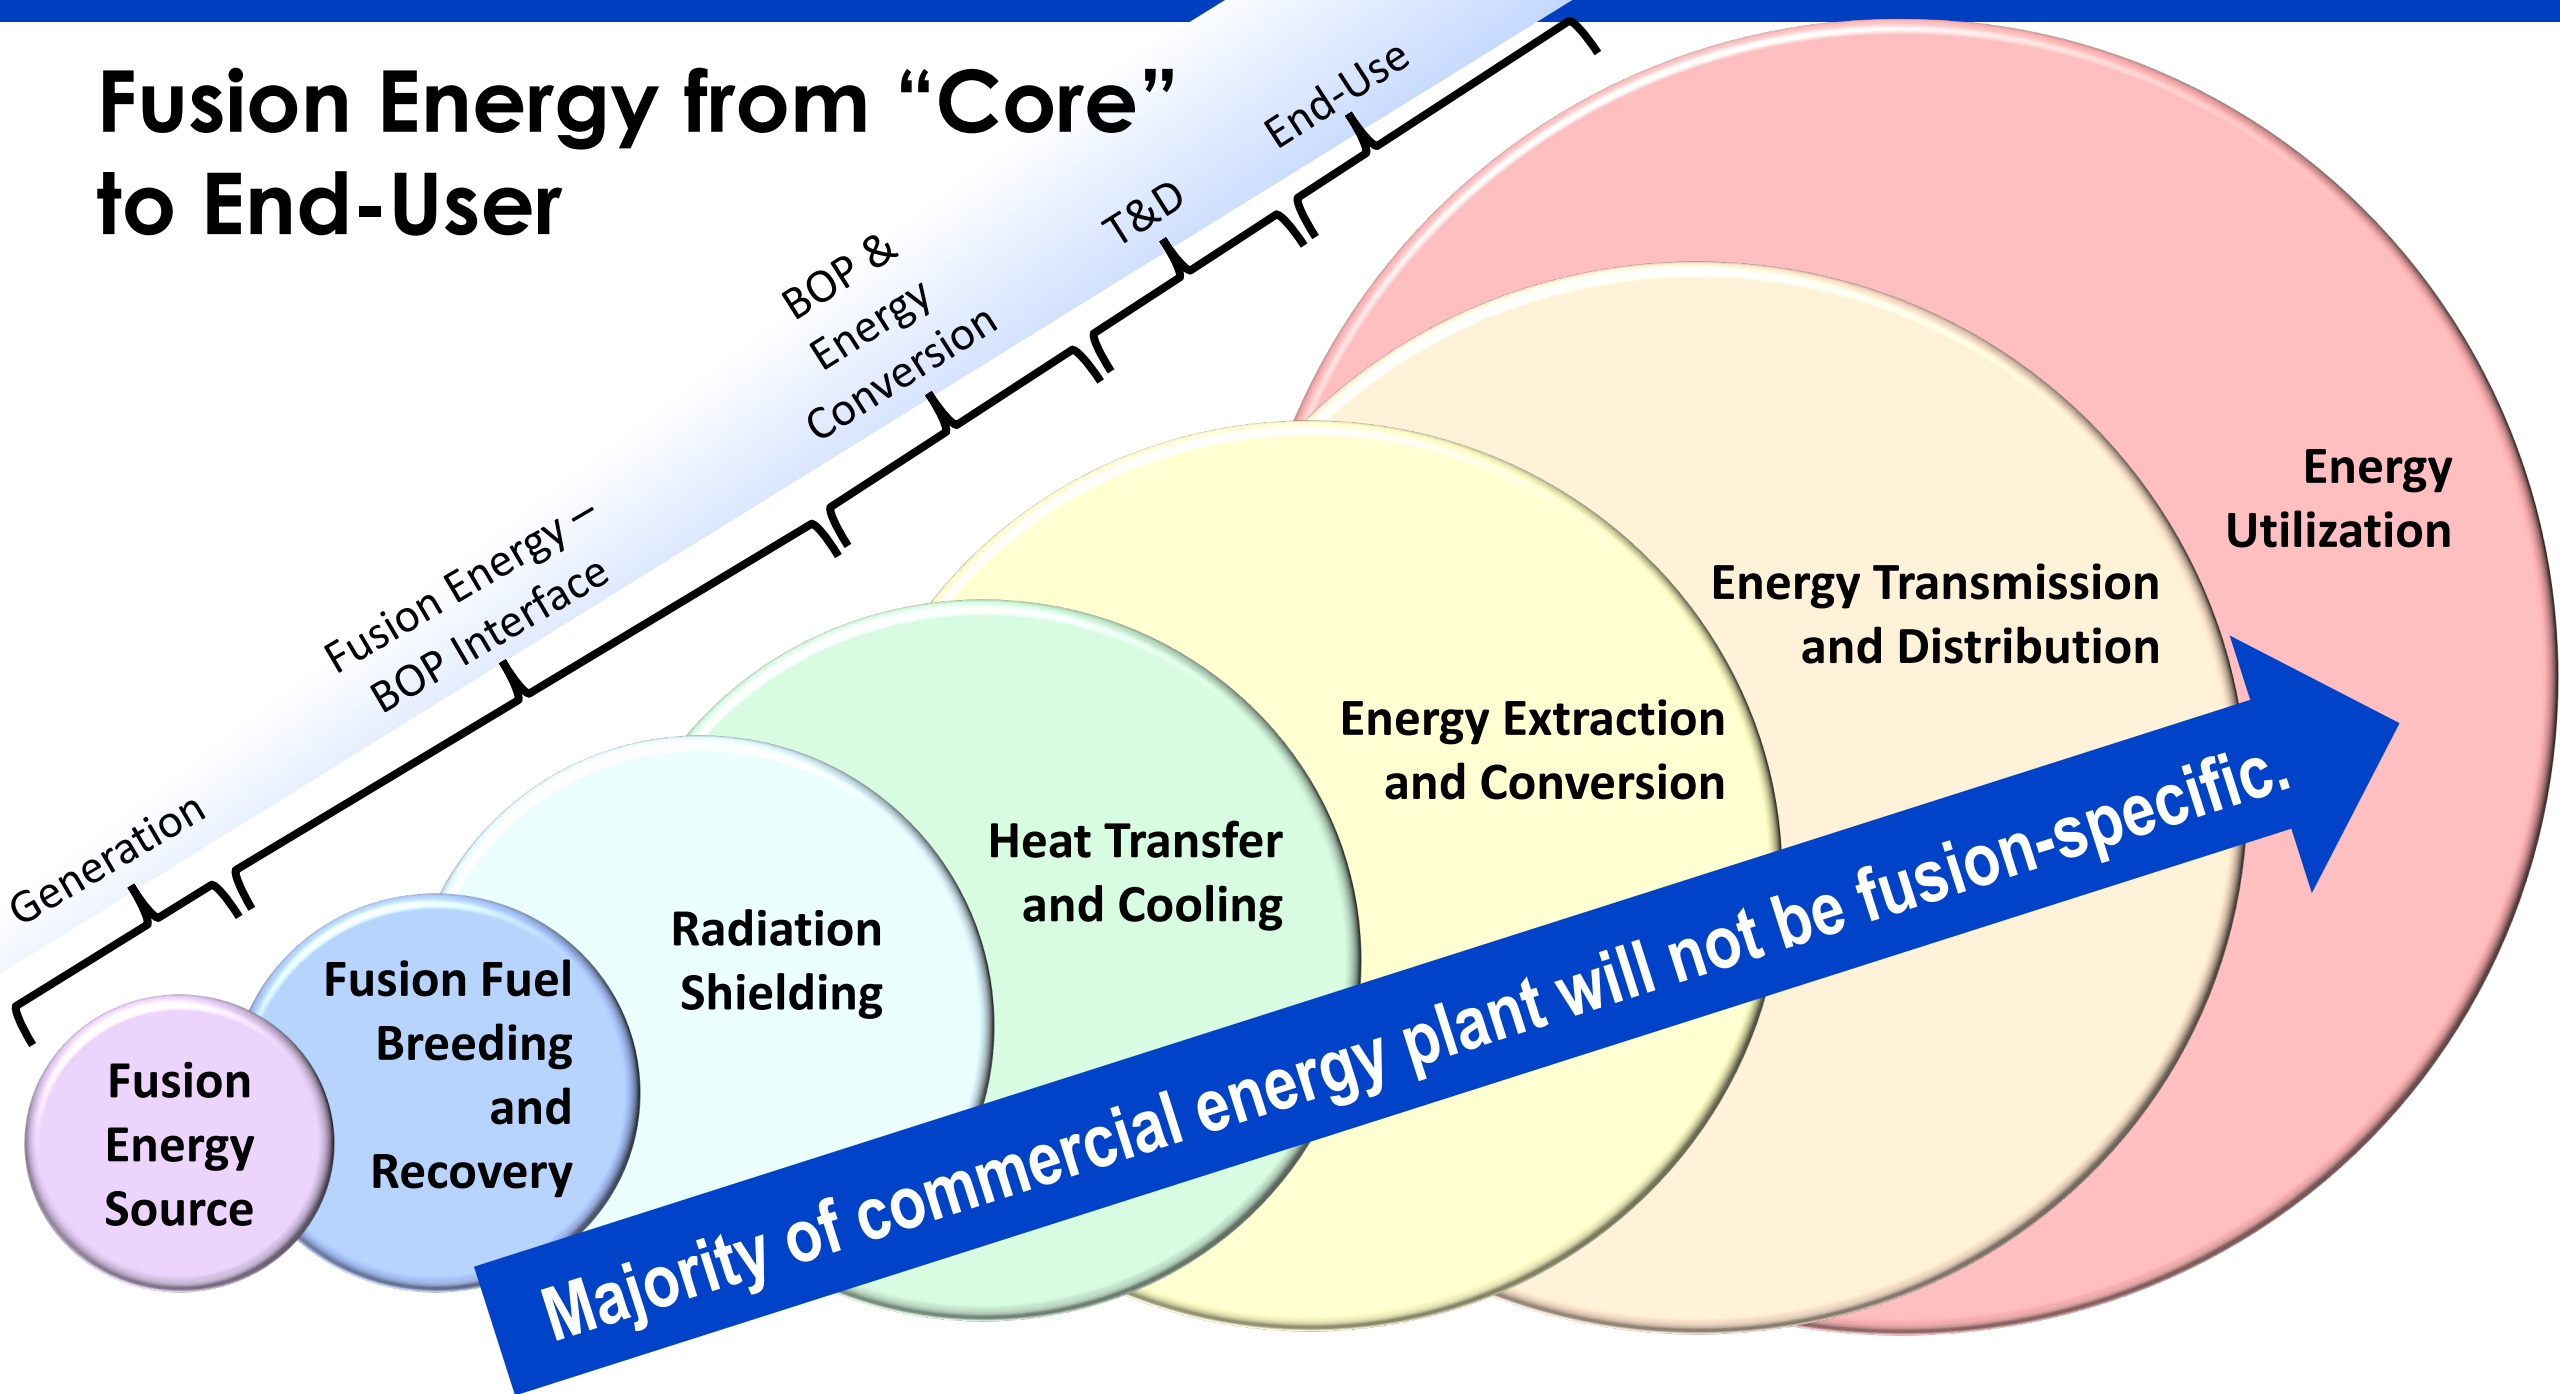 Fusion Energy from “Core”
to End-User
Generation
Fusion Energy –
BOP Interface
BOP &
Energy
Conversion
T&D
End-Use
Fusion
Energy
Source
Fusion Fuel
Breeding
and
Recovery
Radiation
Shielding
Heat Transfer
and Cooling
Energy Extraction
and Conversion
Energy Transmission
and Distribution
Energy
Utilization
Majority of commercial energy plant will not be fusion-specific.